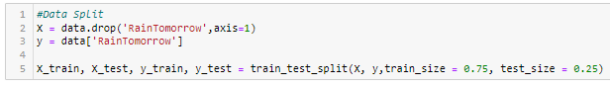 1 #Data Split
2 X = data.drop('RainTomorrow',axis=1)
3 y = data['RainTomorrow']
4
5 X_train, X_test, y_train, y_test = train_test_split(X, y,train_size = 0.75, test_size = 0.25)